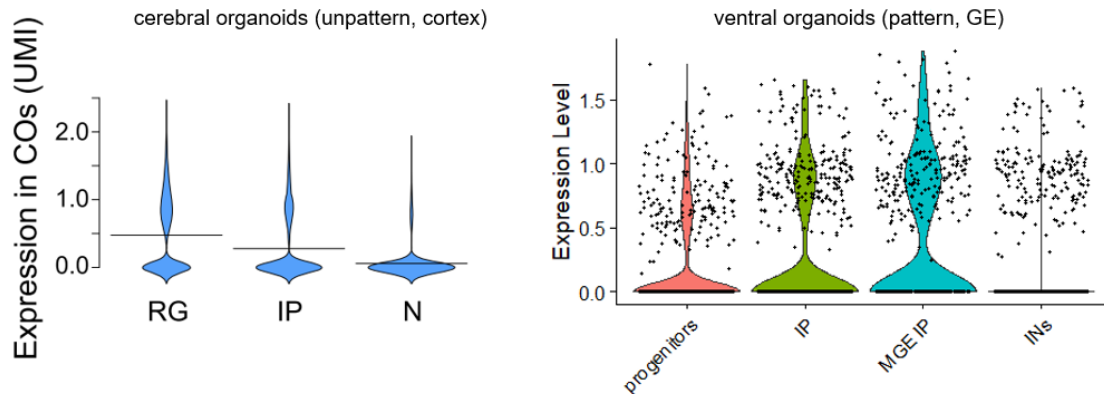 cerebral organoids (unpattern, cortex)
Expression in COs (UMI)
2.0
1.0
0.0
RG IP N
ventral organoids (pattern, GE)
Expression Level
1.5
1.0
0.5
0.0
progenitors IP MGE IP INs